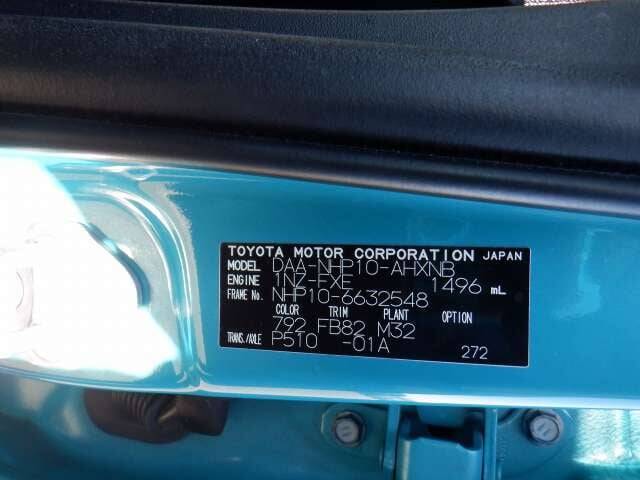 TOYOTA MOTOR CORPORATION JAPAN
MODEL DAA-NHP10-AHXNB
ENGINE 1NZ-FXE 1496 mL
FRAME No. NHP10-6632548
COLOR TRIM PLANT OPTION
792 FB82 M32
TRANS./AXLE P510 -01A 272